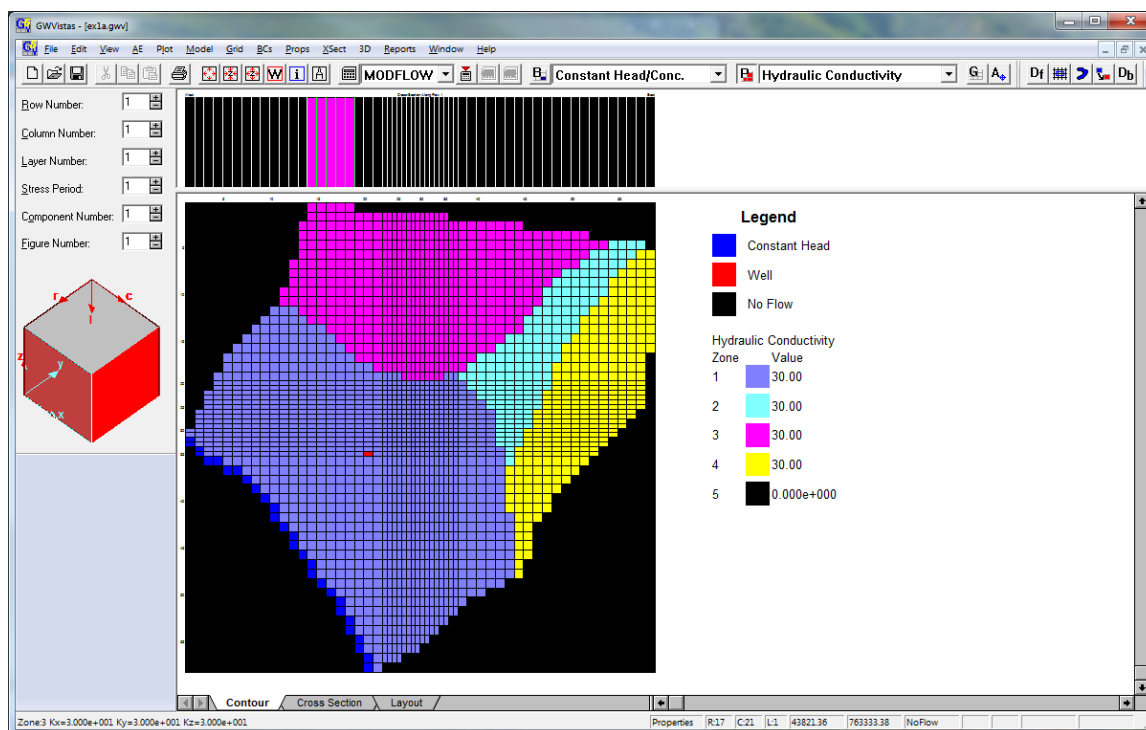 GWVistas - [ex1a.gwv]
File Edit View AE Plot Model Grid BCs Props XSect 3D Reports Window Help
W i A MODFLOW B Constant Head/Conc. P Hydraulic Conductivity G A Df Db
Row Number: 1
Column Number: 1
Layer Number: 1
Stress Period: 1
Component Number: 1
Figure Number: 1
r c
l
z
y
x
Legend
Constant Head
Well
No Flow
Hydraulic Conductivity
Zone Value
1 30.00
2 30.00
3 30.00
4 30.00
5 0.000e+000
Contour Cross Section Layout
Zone:3 Kx=3.000e+001 Ky=3.000e+001 Kz=3.000e+001 Properties R:17 C:21 L:1 43821.36 763333.38 NoFlow